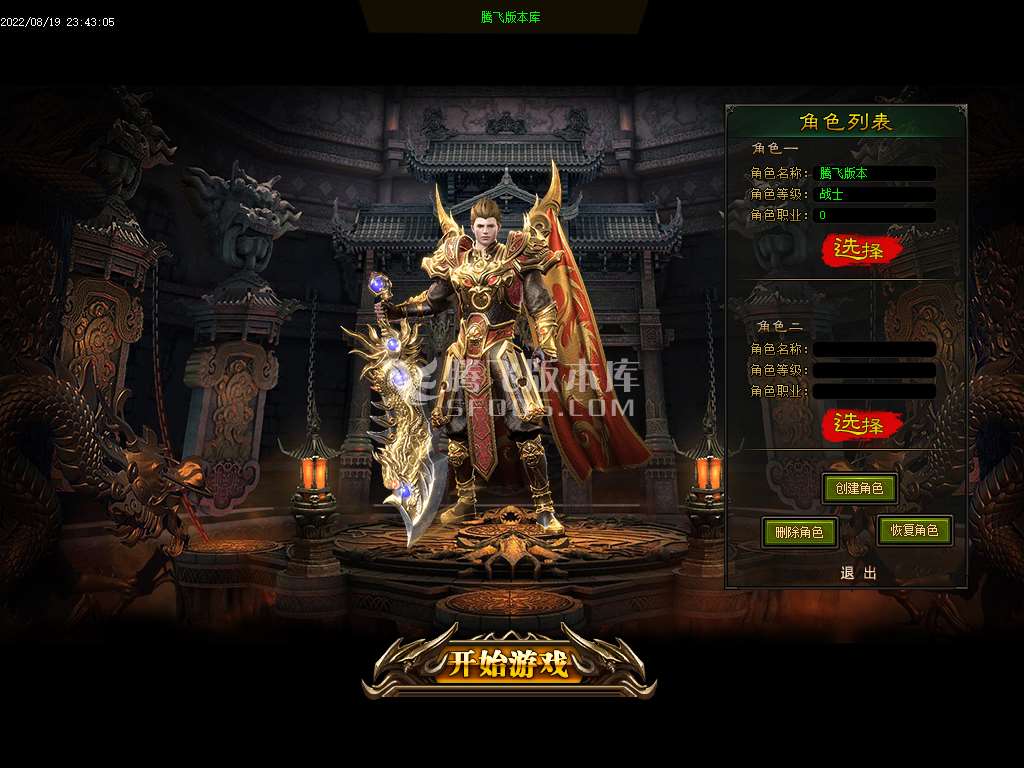 2022/08/19 23:43:05
腾飞版本库
角色列表
角色一
角色名称: 腾飞版本
角色等级: 战士
角色职业: 0
选择
角色二
角色名称:
角色等级:
角色职业:
选择
腾飞版本库
SF005.COM
创建角色
删除角色
恢复角色
退 出
开始游戏